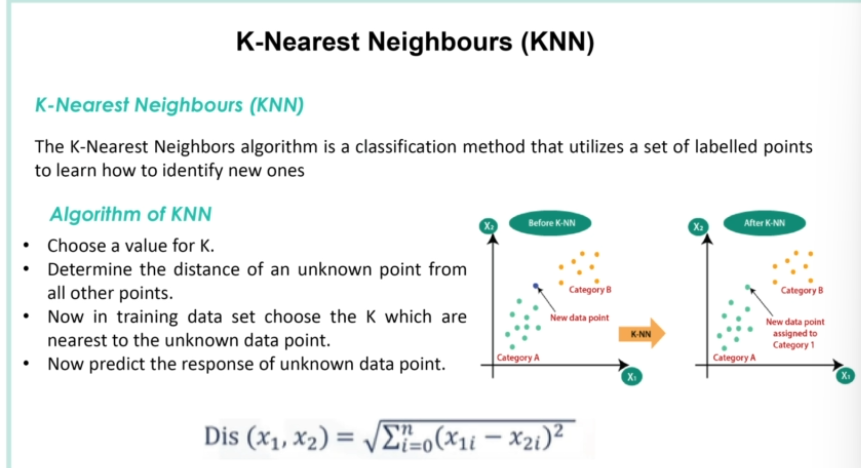 K-Nearest Neighbours (KNN)
K-Nearest Neighbours (KNN)
The K-Nearest Neighbors algorithm is a classification method that utilizes a set of labelled points
to learn how to identify new ones
Algorithm of KNN
• Choose a value for K.
• Determine the distance of an unknown point from
all other points.
• Now in training data set choose the K which are
nearest to the unknown data point.
• Now predict the response of unknown data point.
X₂
Before K-NN
Category B
New data point
Category A
X₁
K-NN
X₂
After K-NN
Category B
New data point
assigned to
Category 1
Category A
X₁
Dis (x₁, x₂) = √∑ⁿᵢ₌₀(x₁ᵢ − x₂ᵢ)²